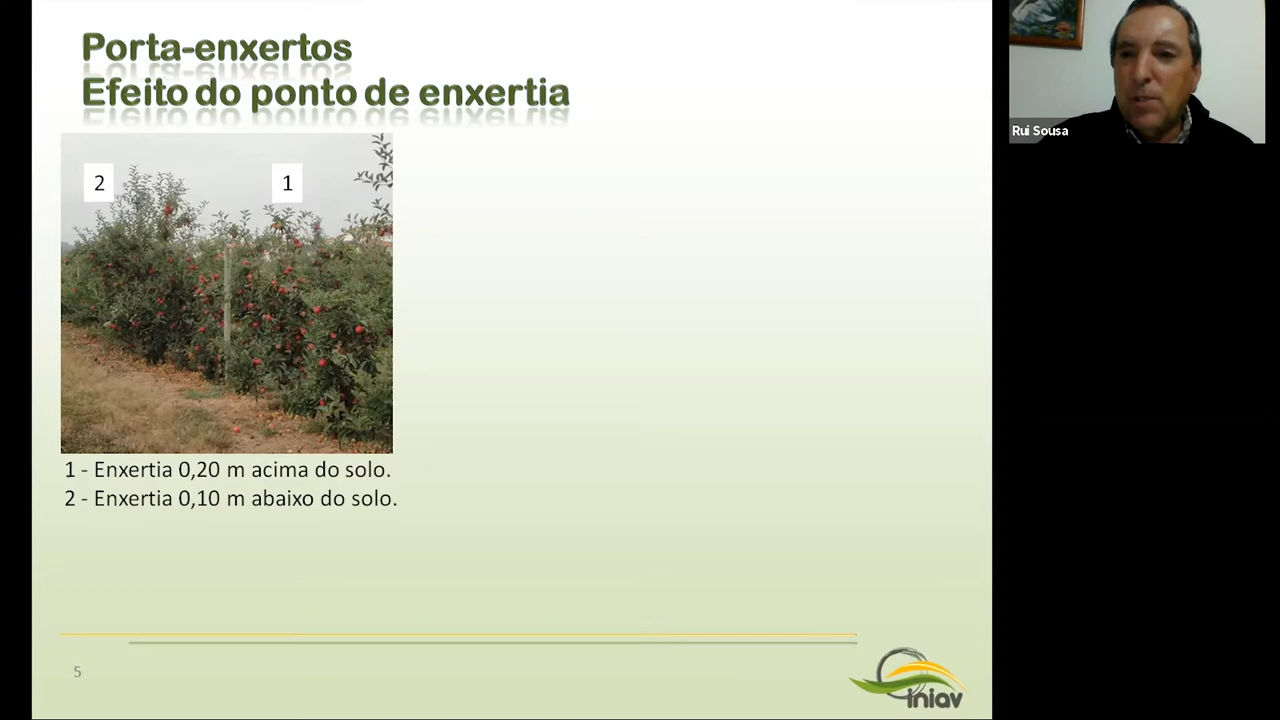 Porta-enxertos
Efeito do ponto de enxertia
2
1
1 - Enxertia 0,20 m acima do solo.
2 - Enxertia 0,10 m abaixo do solo.
5
iniav
Rui Sousa